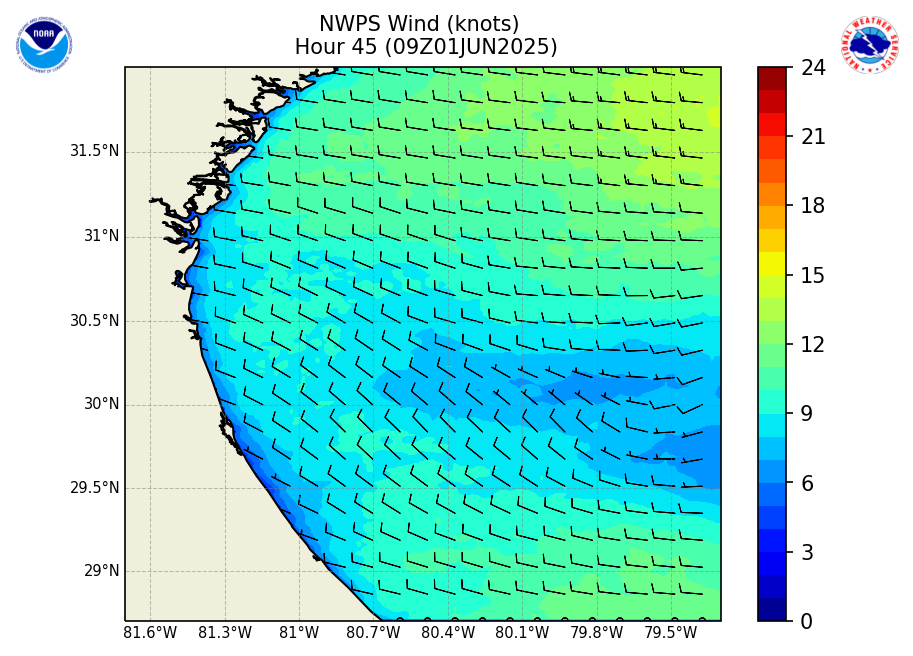 NWPS Wind (knots)
Hour 45 (09Z01JUN2025)
NOAA
NATIONAL WEATHER SERVICE
24
21
18
15
12
9
6
3
0
31.5°N
31°N
30.5°N
30°N
29.5°N
29°N
81.6°W 81.3°W 81°W 80.7°W 80.4°W 80.1°W 79.8°W 79.5°W